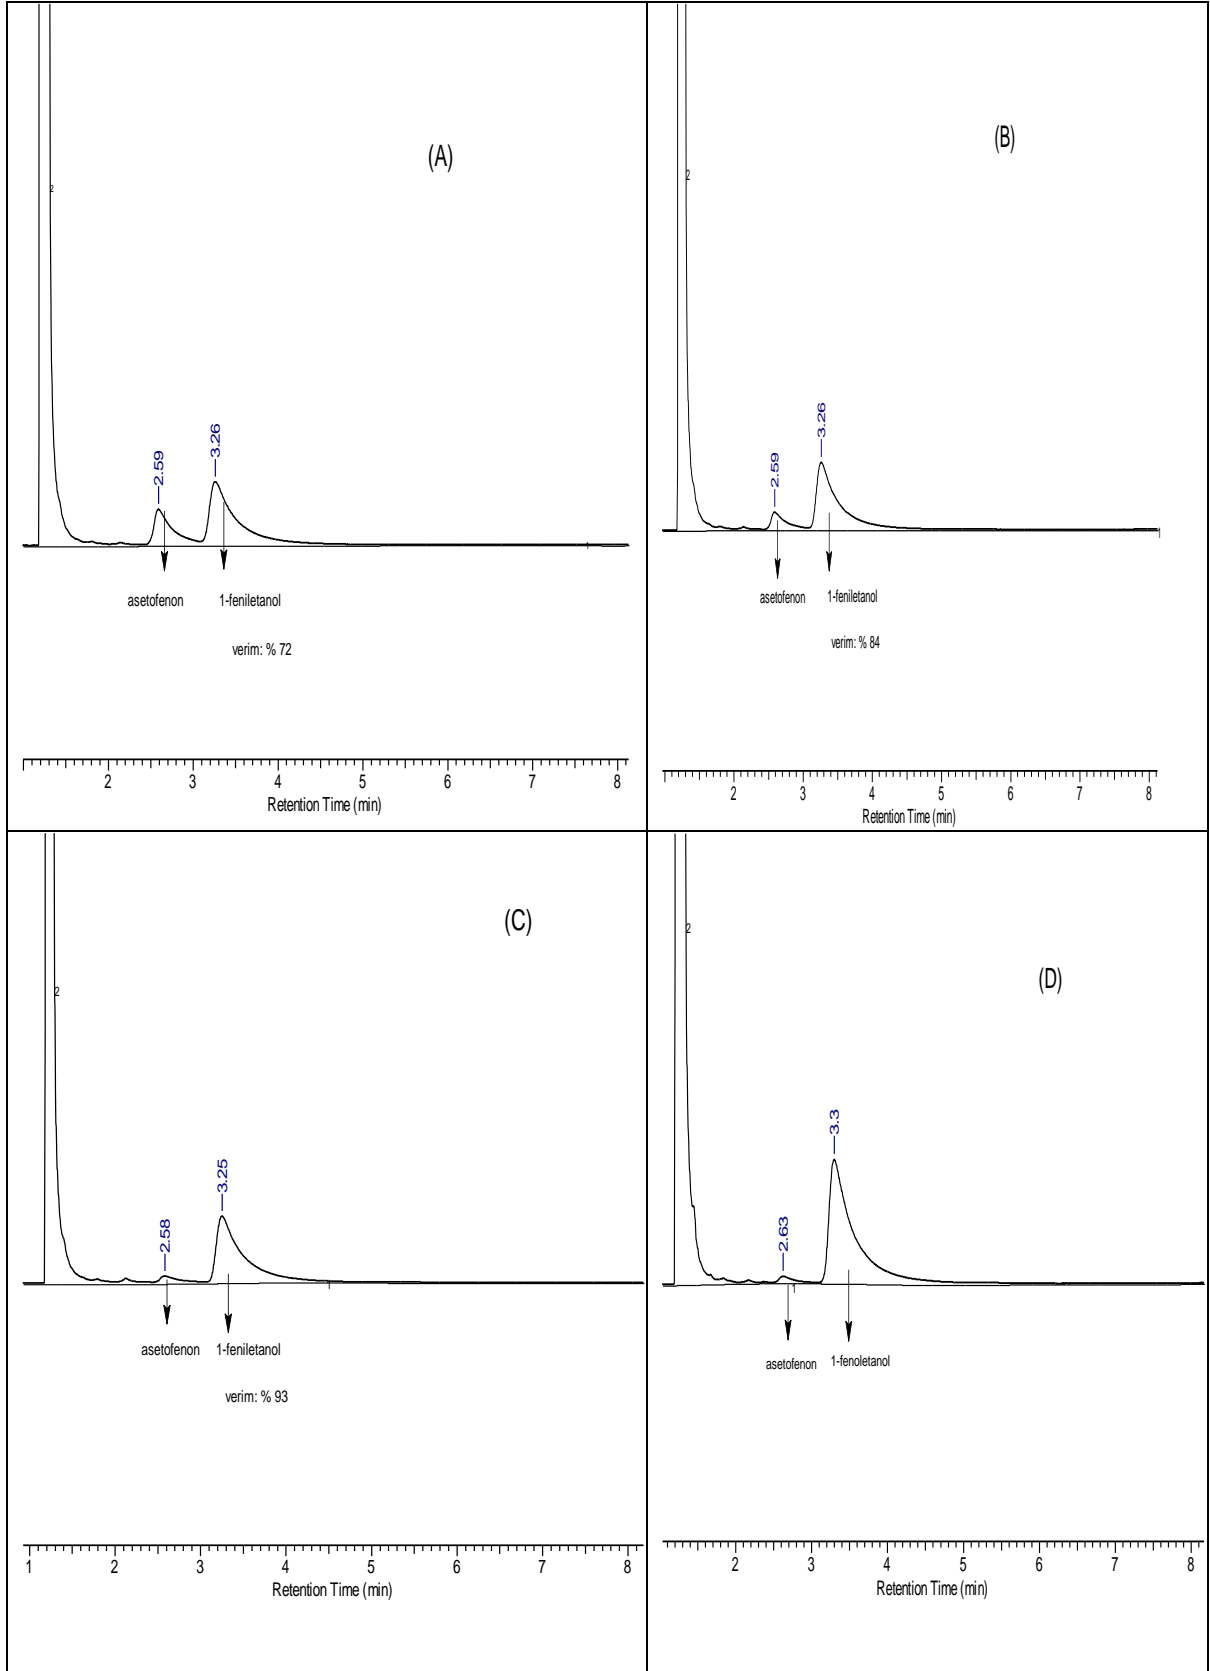 (A)
2
2.59
3.26
asetofenon 1-feniletanol
verim: % 72
2 3 4 5 6 7 8
Retention Time (min)
(B)
2
2.59
3.26
asetofenon 1-feniletanol
verim: % 84
2 3 4 5 6 7 8
Retention Time (min)
(C)
2
2.58
3.25
asetofenon 1-feniletanol
verim: % 93
1 2 3 4 5 6 7 8
Retention Time (min)
(D)
2
2.63
3.3
asetofenon 1-fenoletanol
2 3 4 5 6 7 8
Retention Time (min)